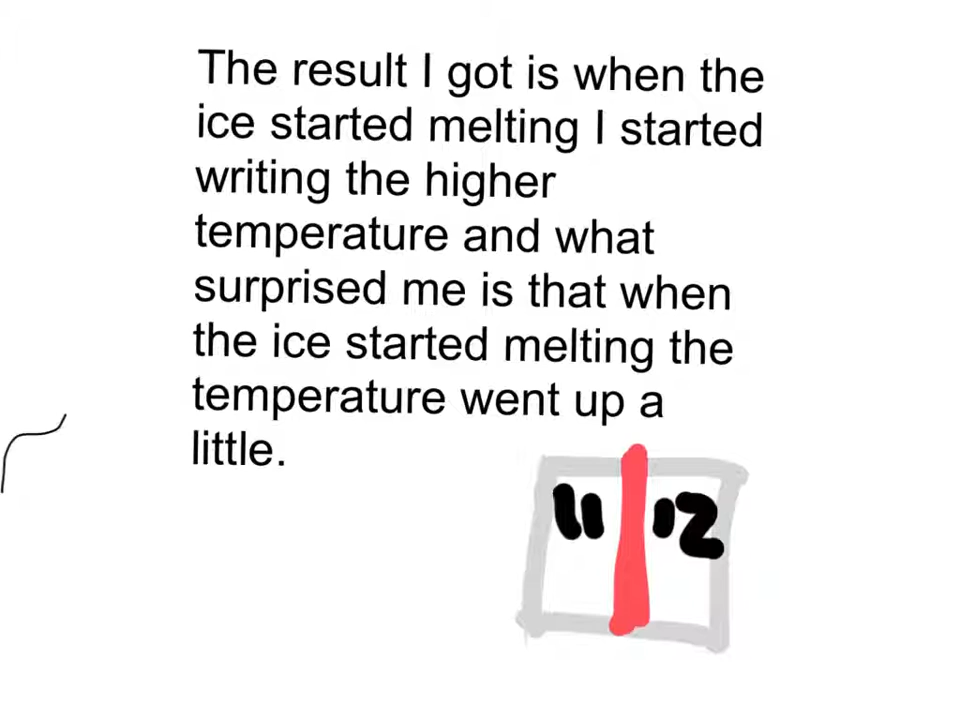 The result I got is when the
ice started melting I started
writing the higher
temperature and what
surprised me is that when
the ice started melting the
temperature went up a
little.
11 12